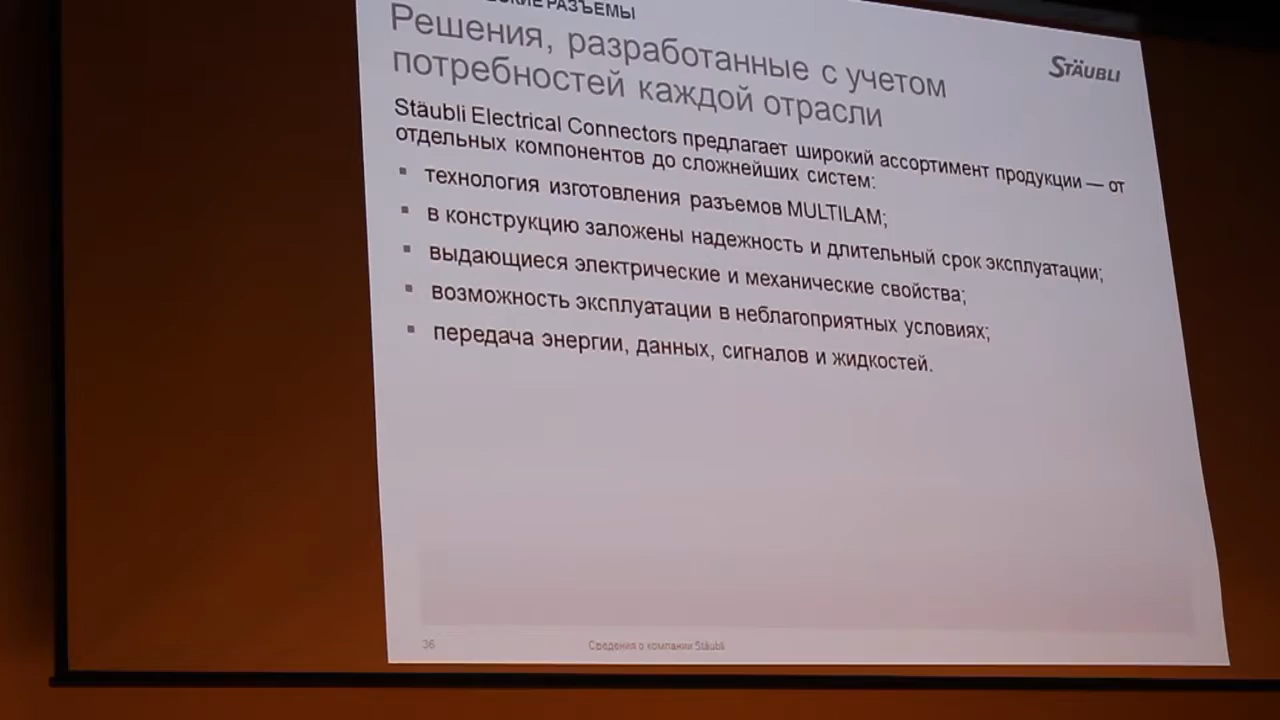 РАЗЪЕМЫ
Решения, разработанные с учетом
потребностей каждой отрасли
STÄUBLI
Stäubli Electrical Connectors предлагает широкий ассортимент продукции — от
отдельных компонентов до сложнейших систем:
▪ технология изготовления разъемов MULTILAM;
▪ в конструкцию заложены надежность и длительный срок эксплуатации;
▪ выдающиеся электрические и механические свойства;
▪ возможность эксплуатации в неблагоприятных условиях;
▪ передача энергии, данных, сигналов и жидкостей.
36
Сведения о компании Stäubli